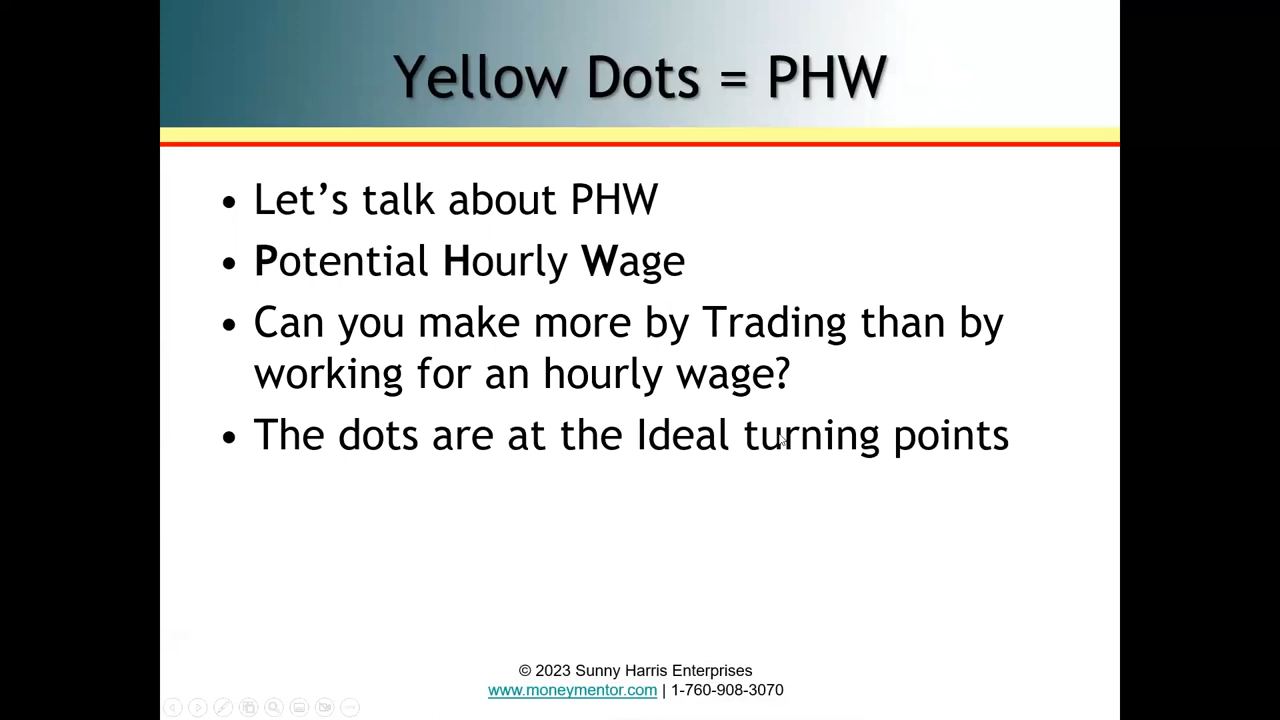 Yellow Dots = PHW
• Let's talk about PHW
• Potential Hourly Wage
• Can you make more by Trading than by
working for an hourly wage?
• The dots are at the Ideal turning points
© 2023 Sunny Harris Enterprises
www.moneymentor.com | 1-760-908-3070